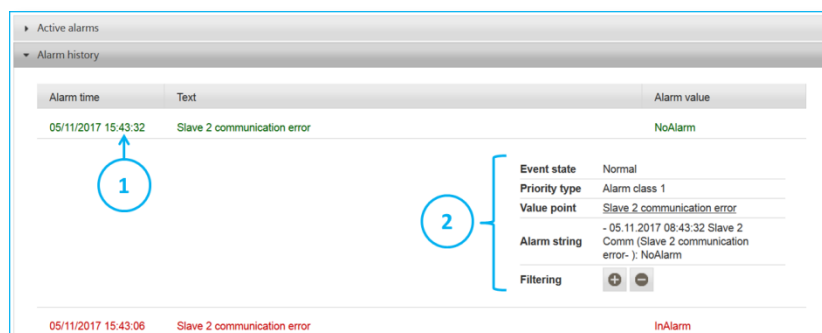 Active alarms
Alarm history
Alarm time Text Alarm value
05/11/2017 15:43:32 Slave 2 communication error NoAlarm
1
2
Event state Normal
Priority type Alarm class 1
Value point Slave 2 communication error
Alarm string - 05.11.2017 08:43:32 Slave 2
Comm (Slave 2 communication
error- ): NoAlarm
Filtering
05/11/2017 15:43:06 Slave 2 communication error InAlarm